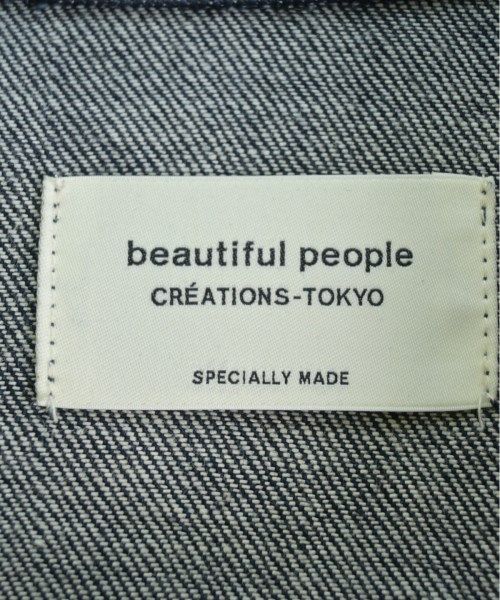 beautiful people
CRÉATIONS-TOKYO
SPECIALLY MADE